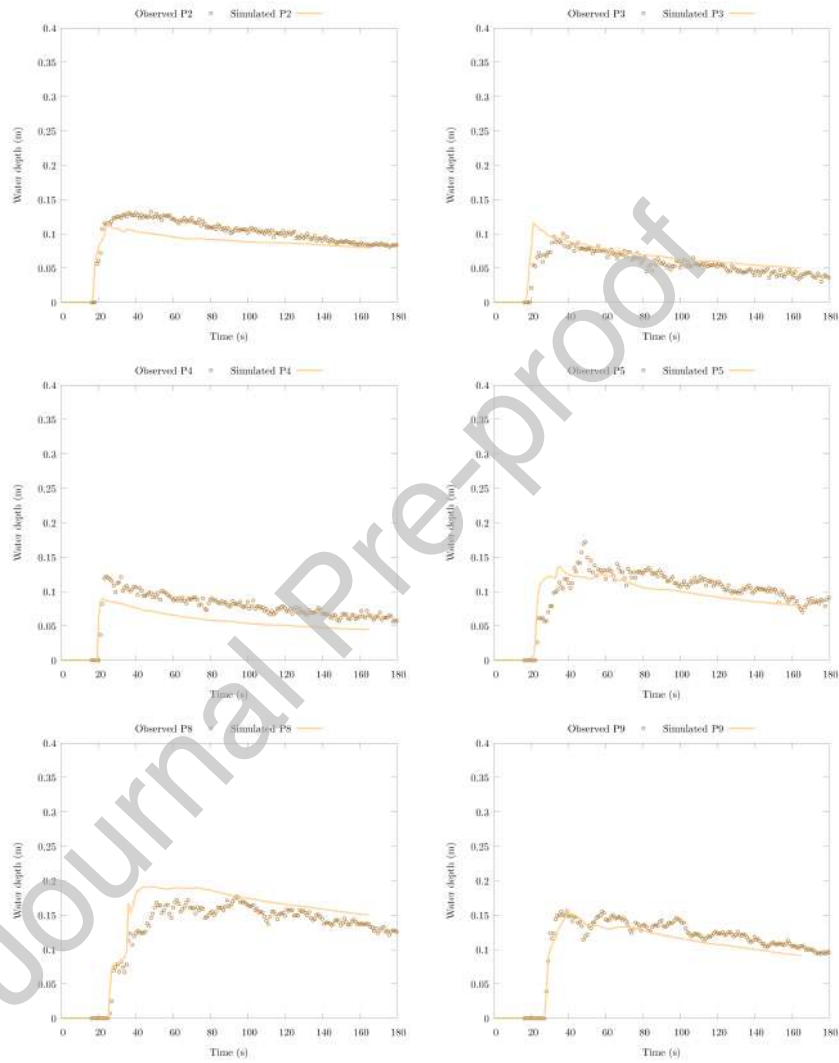 Observed P2 Simulated P2
0.4
0.35
0.3
0.25
0.2
0.15
0.1
0.05
0
Water depth (m)
0 20 40 60 80 100 120 140 160 180
Time (s)
Observed P3 Simulated P3
0.4
0.35
0.3
0.25
0.2
0.15
0.1
0.05
0
Water depth (m)
0 20 40 60 80 100 120 140 160 180
Time (s)
Observed P4 Simulated P4
0.4
0.35
0.3
0.25
0.2
0.15
0.1
0.05
0
Water depth (m)
0 20 40 60 80 100 120 140 160 180
Time (s)
Observed P5 Simulated P5
0.4
0.35
0.3
0.25
0.2
0.15
0.1
0.05
0
Water depth (m)
0 20 40 60 80 100 120 140 160 180
Time (s)
Observed P8 Simulated P8
0.4
0.35
0.3
0.25
0.2
0.15
0.1
0.05
0
Water depth (m)
0 20 40 60 80 100 120 140 160 180
Time (s)
Observed P9 Simulated P9
0.4
0.35
0.3
0.25
0.2
0.15
0.1
0.05
0
Water depth (m)
0 20 40 60 80 100 120 140 160 180
Time (s)
Journal Pre-proof